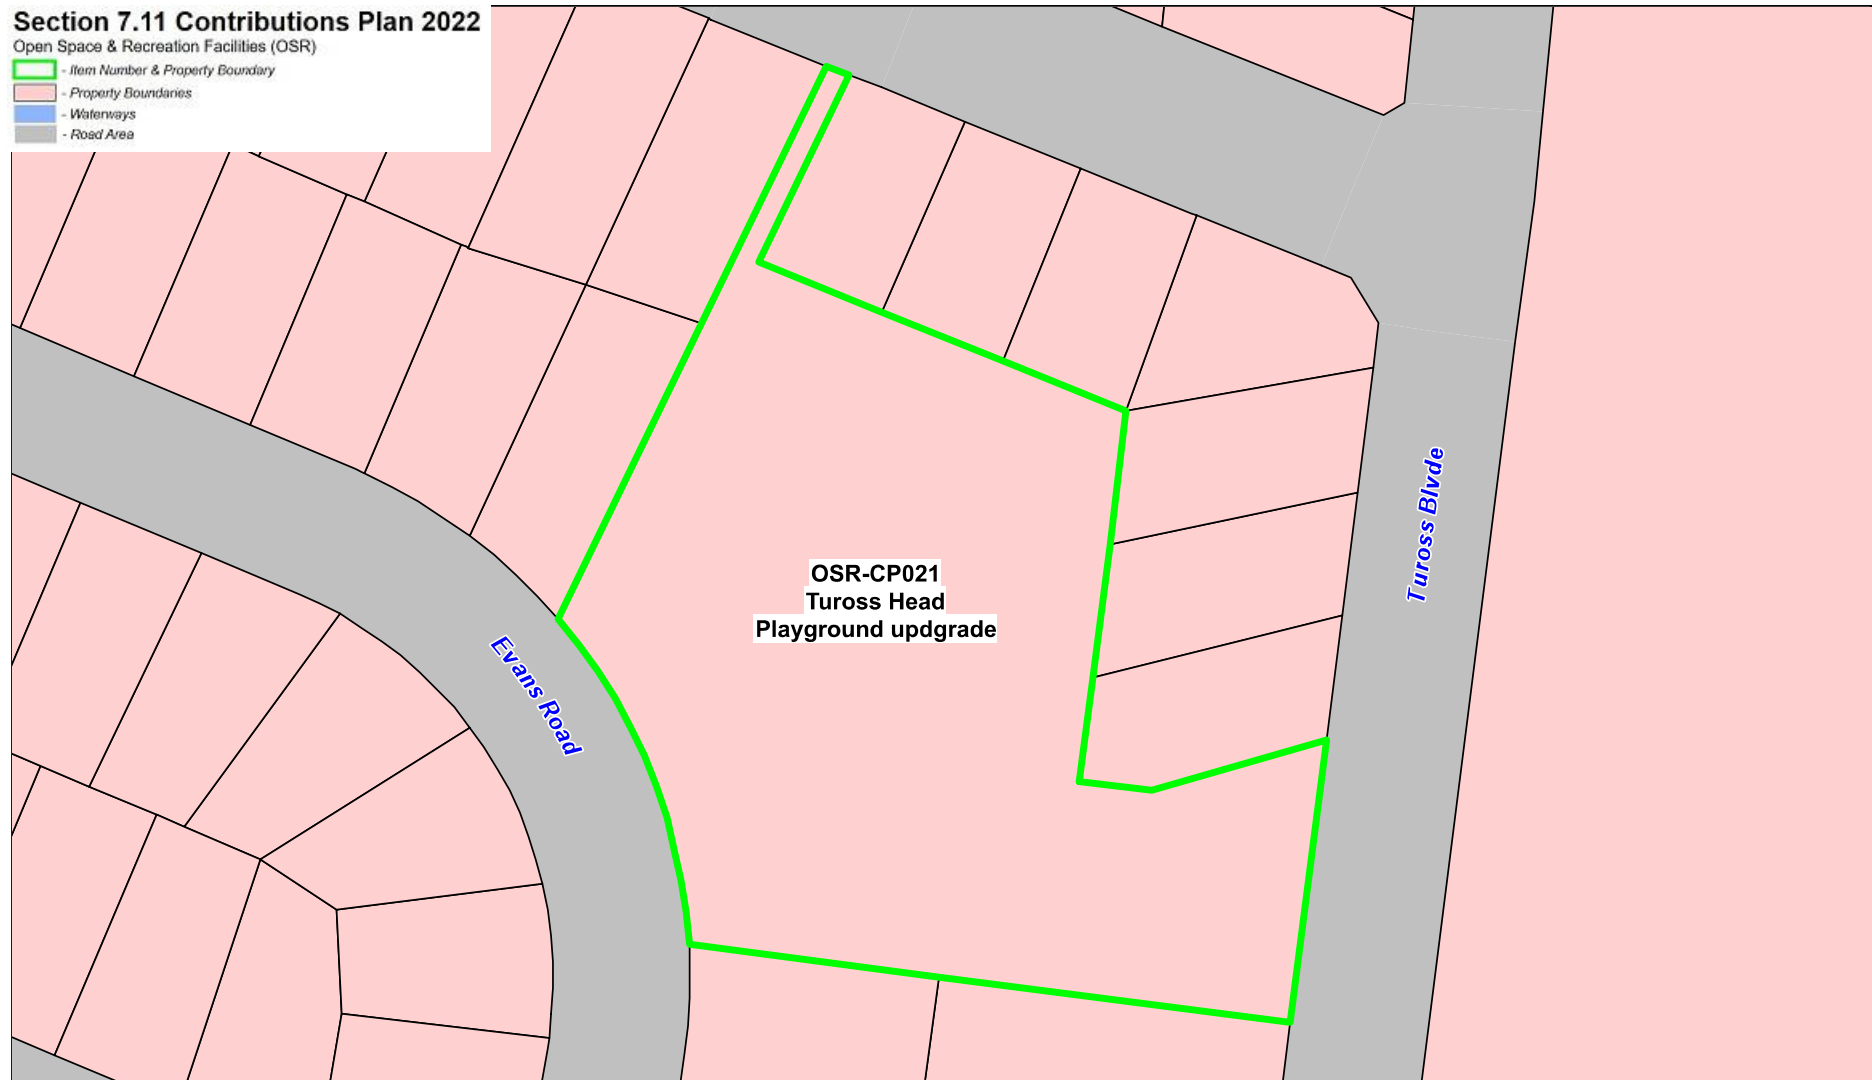 Section 7.11 Contributions Plan 2022
Open Space & Recreation Facilities (OSR)
- Item Number & Property Boundary
- Property Boundaries
- Waterways
- Road Area
OSR-CP021
Tuross Head
Playground updgrade
Tuross Blvde
Evans Road